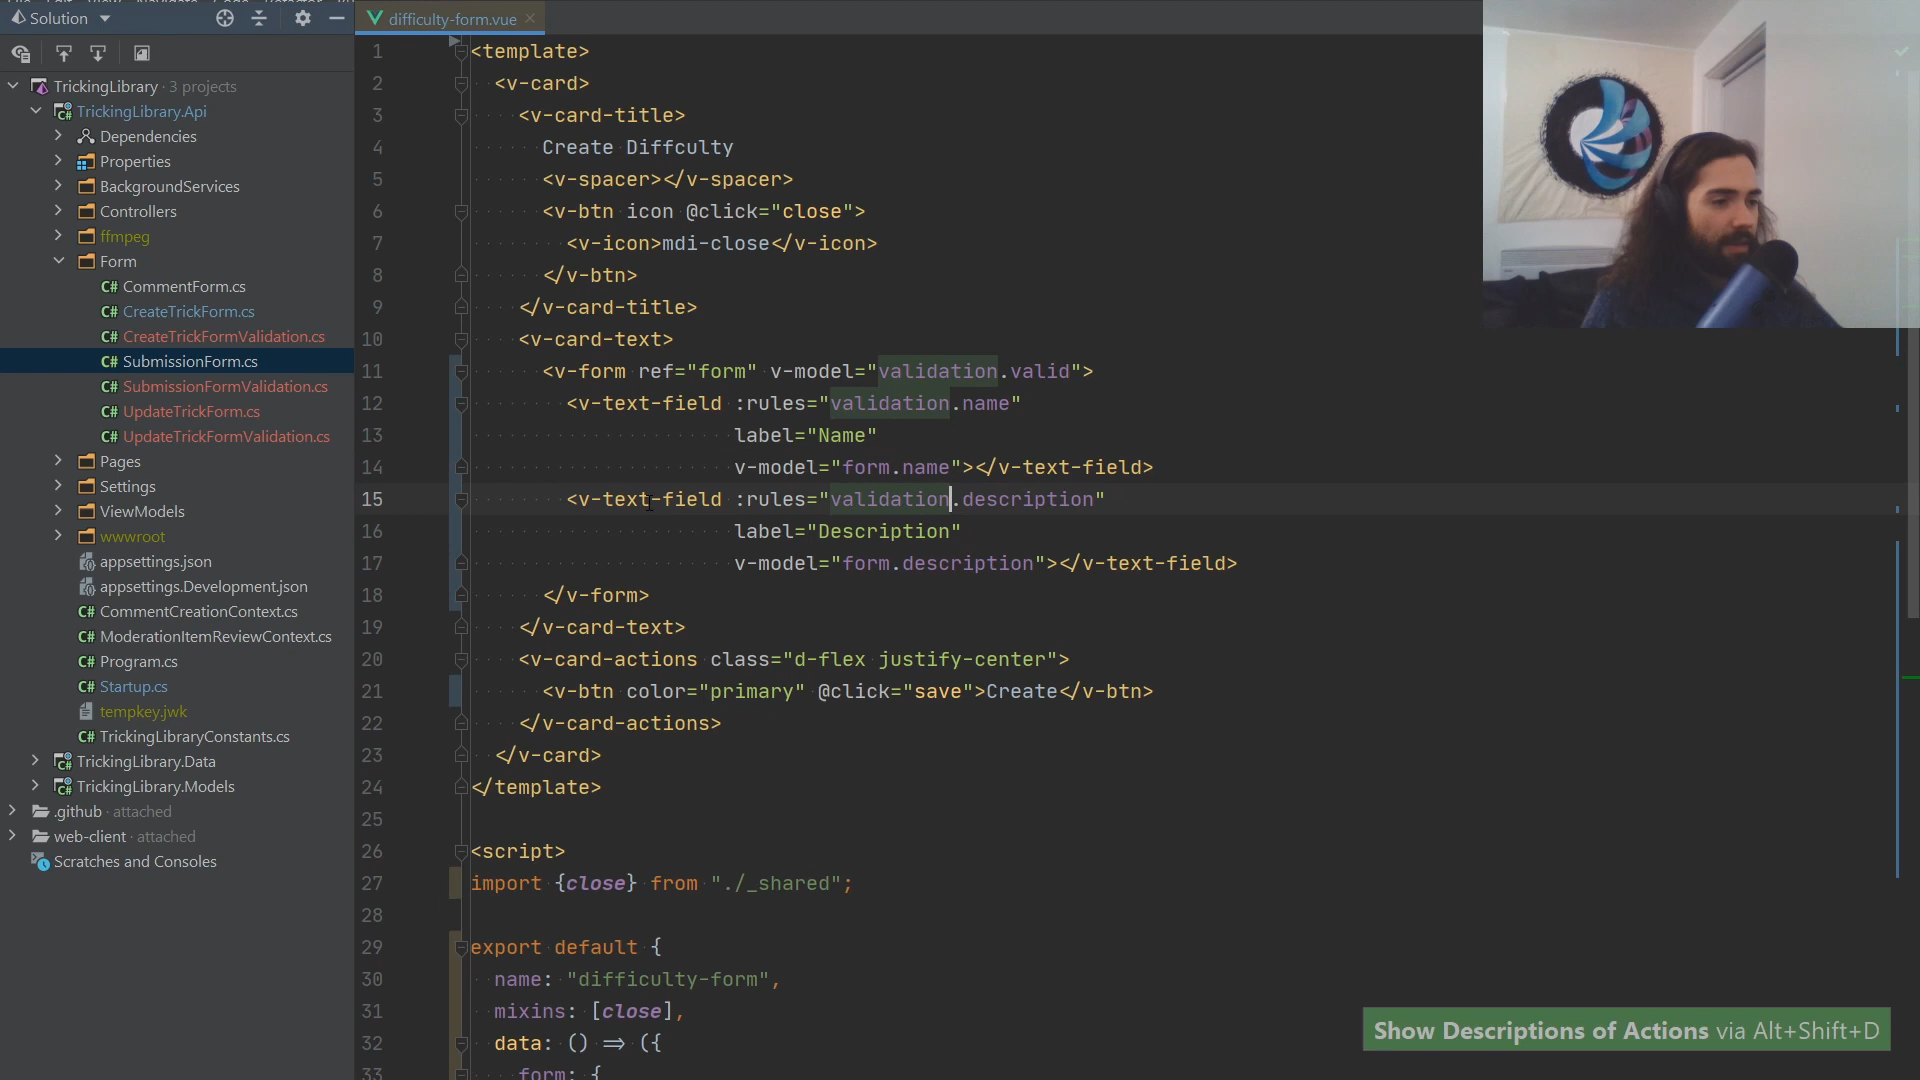 Solution
difficulty-form.vue
TrickingLibrary · 3 projects
TrickingLibrary.Api
Dependencies
Properties
BackgroundServices
Controllers
ffmpeg
Form
C# CommentForm.cs
C# CreateTrickForm.cs
C# CreateTrickFormValidation.cs
C# SubmissionForm.cs
C# SubmissionFormValidation.cs
C# UpdateTrickForm.cs
C# UpdateTrickFormValidation.cs
Pages
Settings
ViewModels
wwwroot
appsettings.json
appsettings.Development.json
C# CommentCreationContext.cs
C# ModerationItemReviewContext.cs
C# Program.cs
C# Startup.cs
tempkey.jwk
C# TrickingLibraryConstants.cs
TrickingLibrary.Data
TrickingLibrary.Models
.github · attached
web-client · attached
Scratches and Consoles
1 <template>
2 <v-card>
3 <v-card-title>
4 Create Diffculty
5 <v-spacer></v-spacer>
6 <v-btn icon @click="close">
7 <v-icon>mdi-close</v-icon>
8 </v-btn>
9 </v-card-title>
10 <v-card-text>
11 <v-form ref="form" v-model="validation.valid">
12 <v-text-field :rules="validation.name"
13 label="Name"
14 v-model="form.name"></v-text-field>
15 <v-text-field :rules="validation.description"
16 label="Description"
17 v-model="form.description"></v-text-field>
18 </v-form>
19 </v-card-text>
20 <v-card-actions class="d-flex justify-center">
21 <v-btn color="primary" @click="save">Create</v-btn>
22 </v-card-actions>
23 </v-card>
24 </template>
25
26 <script>
27 import {close} from "./_shared";
28
29 export default {
30 name: "difficulty-form",
31 mixins: [close],
32 data: () => ({
33 form: {
Show Descriptions of Actions via Alt+Shift+D